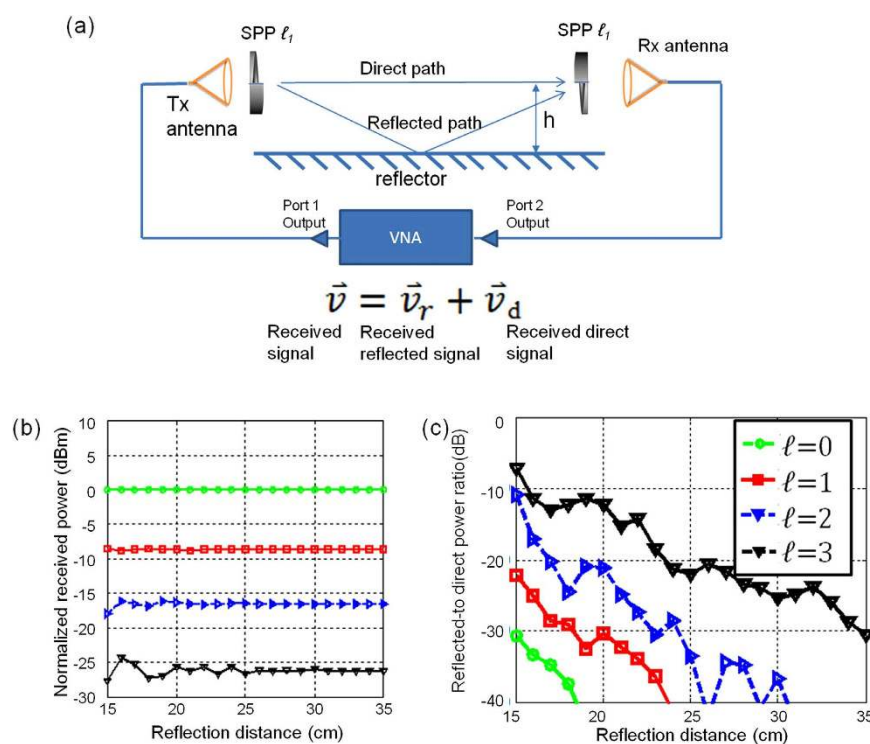 (a)
SPP ℓ₁
SPP ℓ₁
Rx antenna
Direct path
Tx
antenna
Reflected path
h
reflector
Port 1
Output
VNA
Port 2
Output
v⃗ = v⃗ᵣ + v⃗d
Received signal
Received reflected signal
Received direct signal
(b)
Normalized received power (dBm)
10
5
0
-5
-10
-15
-20
-25
-30
15
20
25
30
35
Reflection distance (cm)
(c)
Reflected-to direct power ratio(dB)
0
-10
-20
-30
-40
15
20
25
30
35
Reflection distance (cm)
ℓ=0
ℓ=1
ℓ=2
ℓ=3